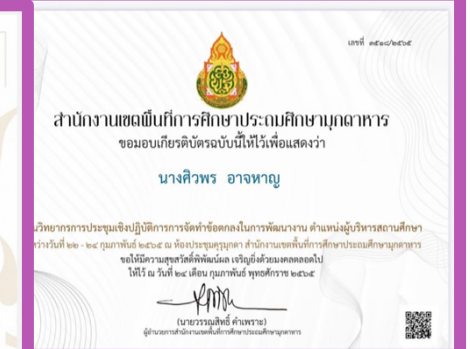 เลขที่ ๓๕๑๘/๒๕๖๕
สำนักงานเขตพื้นที่การศึกษาประถมศึกษามุกดาหาร
ขอมอบเกียรติบัตรฉบับนี้ให้ไว้เพื่อแสดงว่า
นางศิวพร อาจหาญ
นวิทยากรการประชุมเชิงปฏิบัติการการจัดทำข้อตกลงในการพัฒนางาน ตำแหน่งผู้บริหารสถานศึกษา
ว่างวันที่ ๒๒ - ๒๔ กุมภาพันธ์ ๒๕๖๕ ณ ห้องประชุมคุรุมุกดา สำนักงานเขตพื้นที่การศึกษาประถมศึกษามุกดาหาร
ขอให้มีความสุขสวัสดิ์พิพัฒน์ผล เจริญยิ่งด้วยมงคลตลอดไป
ให้ไว้ ณ วันที่ ๒๔ เดือน กุมภาพันธ์ พุทธศักราช ๒๕๖๕
(นายวรรณสิทธิ์ คำเพราะ)
ผู้อำนวยการสำนักงานเขตพื้นที่การศึกษาประถมศึกษามุกดาหาร